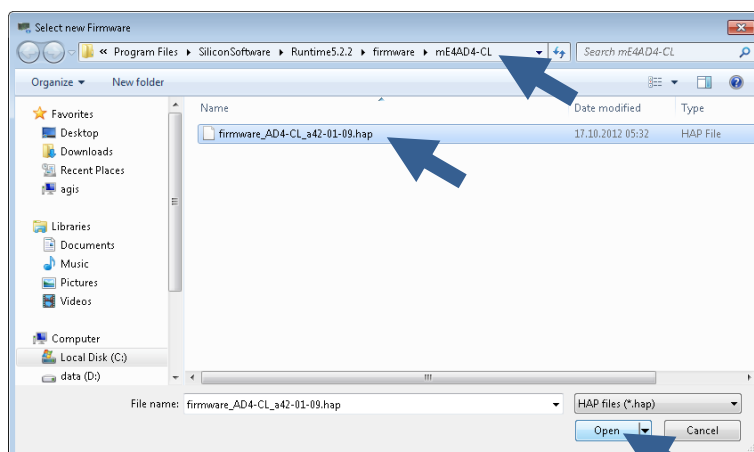 Select new Firmware
« Program Files ▸ SiliconSoftware ▸ Runtime5.2.2 ▸ firmware ▸ mE4AD4-CL
Search mE4AD4-CL
Organize
New folder
Favorites
Desktop
Downloads
Recent Places
agis
Libraries
Documents
Music
Pictures
Videos
Computer
Local Disk (C:)
data (D:)
Name Date modified Type
firmware_AD4-CL_a42-01-09.hap 17.10.2012 05:32 HAP File
File name: firmware_AD4-CL_a42-01-09.hap
HAP files (*.hap)
Open Cancel